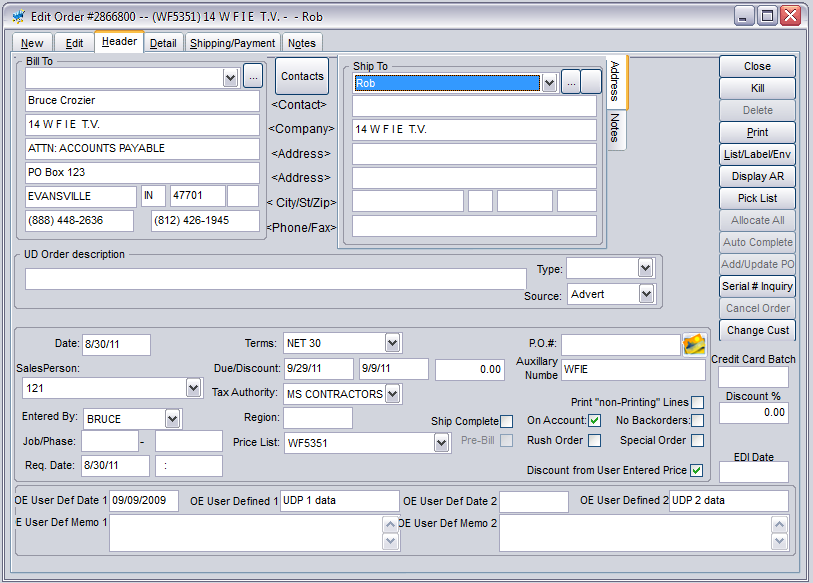 Edit Order #2866800 -- (WF5351) 14 W F I E T.V. - - Rob
New Edit Header Detail Shipping/Payment Notes
Bill To
...
Bruce Crozier
14 W F I E T.V.
ATTN: ACCOUNTS PAYABLE
PO Box 123
EVANSVILLE IN 47701
(888) 448-2636 (812) 426-1945
Contacts
<Contact>
<Company>
<Address>
<Address>
< City/St/Zip>
<Phone/Fax>
Ship To
Rob ...
14 W F I E T.V.
Address
Notes
Close
Kill
Delete
Print
List/Label/Env
Display AR
Pick List
Allocate All
Auto Complete
Add/Update PO
Serial # Inquiry
Cancel Order
Change Cust
UD Order description
Type:
Source: Advert
Date: 8/30/11 Terms: NET 30 P.O.#:
SalesPerson: Due/Discount: 9/29/11 9/9/11 0.00 Auxillary Numbe WFIE
121 Tax Authority: MS CONTRACTORS
Print "non-Printing" Lines
Entered By: BRUCE Region: Ship Complete On Account: No Backorders:
Job/Phase: - Price List: WF5351 Pre-Bill Rush Order Special Order
Req. Date: 8/30/11 : Discount from User Entered Price
Credit Card Batch
Discount %
0.00
EDI Date
OE User Def Date 1 09/09/2009 OE User Defined 1 UDP 1 data OE User Def Date 2 OE User Defined 2 UDP 2 data
E User Def Memo 1 OE User Def Memo 2